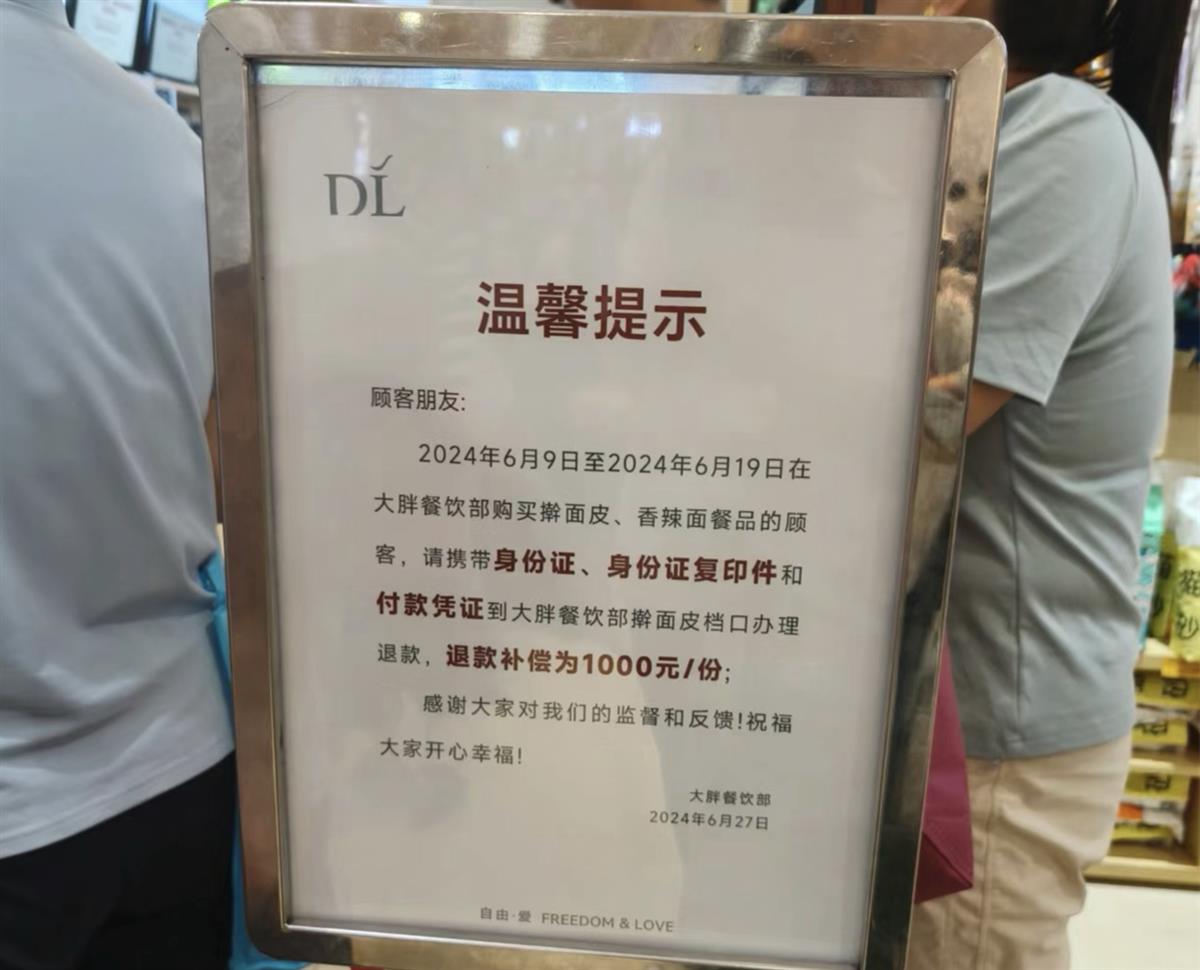 DL
温馨提示
顾客朋友:
2024年6月9日至2024年6月19日在
大胖餐饮部购买擀面皮、香辣面餐品的顾
客，请携带身份证、身份证复印件和
付款凭证到大胖餐饮部擀面皮档口办理
退款，退款补偿为1000元/份;
感谢大家对我们的监督和反馈!祝福
大家开心幸福!
大胖餐饮部
2024年6月27日
自由·爱 FREEDOM & LOVE